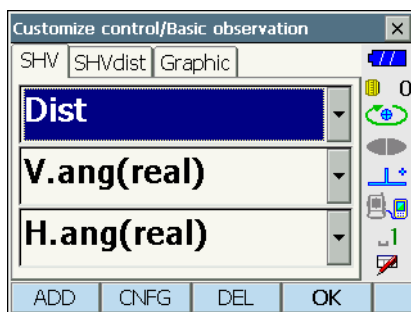 Customize control/Basic observation
SHV SHVdist Graphic
0
Dist
V.ang(real)
H.ang(real)
1
ADD CNFG DEL OK